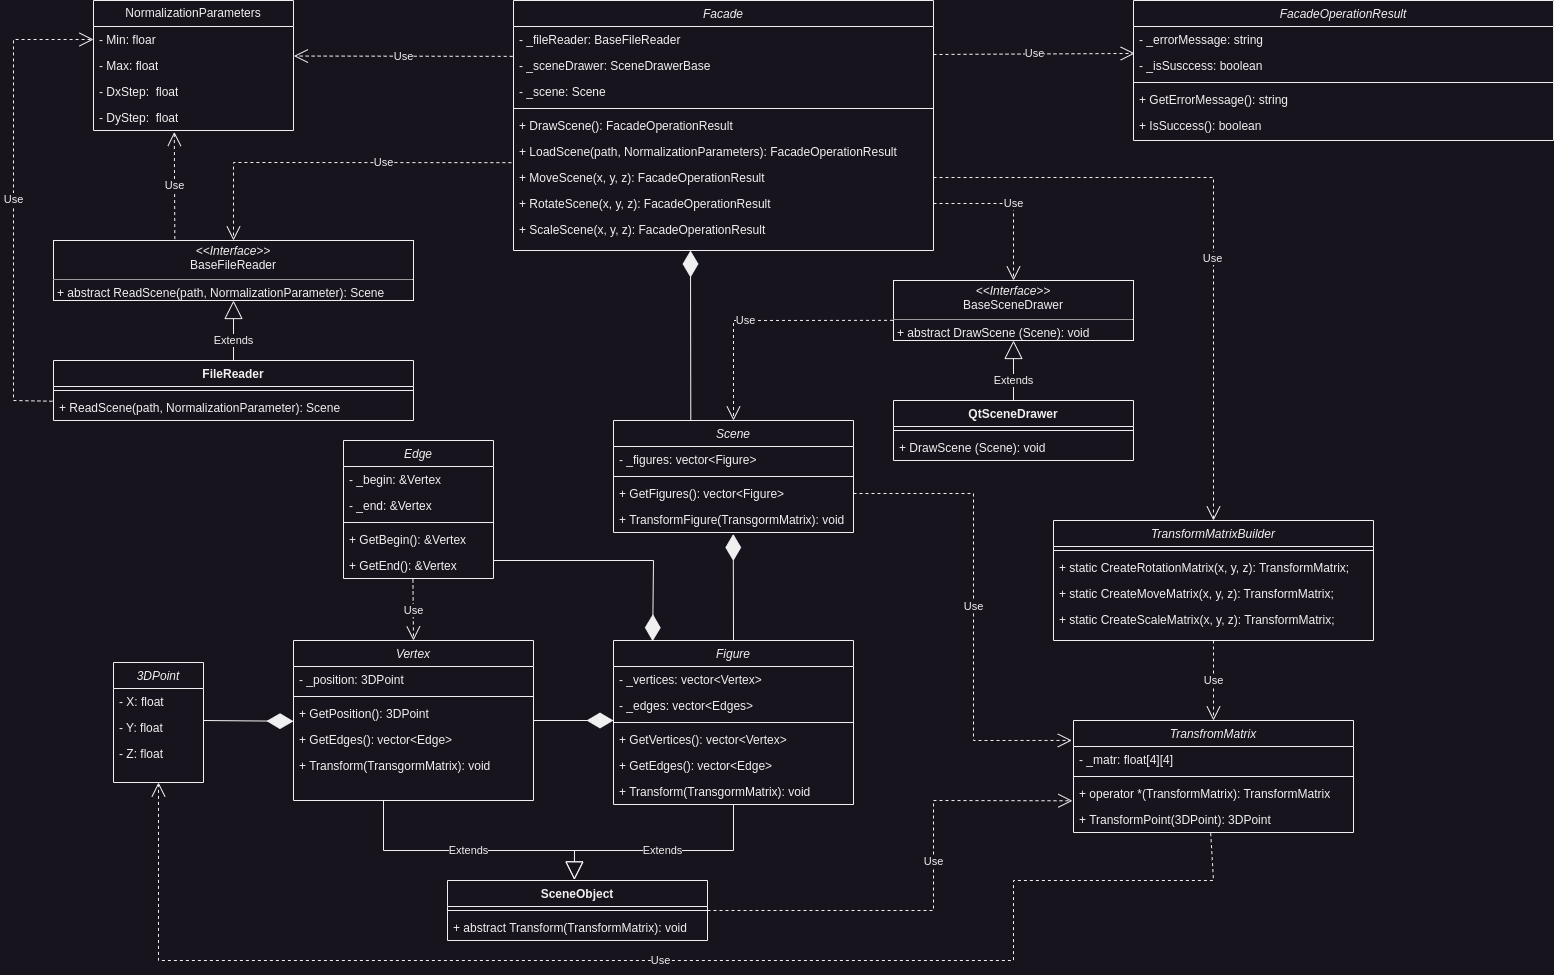 NormalizationParameters
- Min: floar
- Max: float
- DxStep:  float
- DyStep:  float
Facade
- _fileReader: BaseFileReader
- _sceneDrawer: SceneDrawerBase
- _scene: Scene
+ DrawScene(): FacadeOperationResult
+ LoadScene(path, NormalizationParameters): FacadeOperationResult
+ MoveScene(x, y, z): FacadeOperationResult
+ RotateScene(x, y, z): FacadeOperationResult
+ ScaleScene(x, y, z): FacadeOperationResult
FacadeOperationResult
- _errorMessage: string
- _isSusccess: boolean
+ GetErrorMessage(): string
+ IsSuccess(): boolean
Use
Use
Use
Use
Use
Use
Use
<<Interface>>
BaseFileReader
+ abstract ReadScene(path, NormalizationParameter): Scene
Extends
FileReader
+ ReadScene(path, NormalizationParameter): Scene
<<Interface>>
BaseSceneDrawer
+ abstract DrawScene (Scene): void
Use
Extends
QtSceneDrawer
+ DrawScene (Scene): void
Edge
- _begin: &Vertex
- _end: &Vertex
+ GetBegin(): &Vertex
+ GetEnd(): &Vertex
Scene
- _figures: vector<Figure>
+ GetFigures(): vector<Figure>
+ TransformFigure(TransgormMatrix): void
TransformMatrixBuilder
+ static CreateRotationMatrix(x, y, z): TransformMatrix;
+ static CreateMoveMatrix(x, y, z): TransformMatrix;
+ static CreateScaleMatrix(x, y, z): TransformMatrix;
Use
Use
Use
3DPoint
- X: float
- Y: float
- Z: float
Vertex
- _position: 3DPoint
+ GetPosition(): 3DPoint
+ GetEdges(): vector<Edge>
+ Transform(TransgormMatrix): void
Figure
- _vertices: vector<Vertex>
- _edges: vector<Edges>
+ GetVertices(): vector<Vertex>
+ GetEdges(): vector<Edge>
+ Transform(TransgormMatrix): void
TransfromMatrix
- _matr: float[4][4]
+ operator *(TransformMatrix): TransformMatrix
+ TransformPoint(3DPoint): 3DPoint
Extends
Extends
Use
SceneObject
+ abstract Transform(TransformMatrix): void
Use